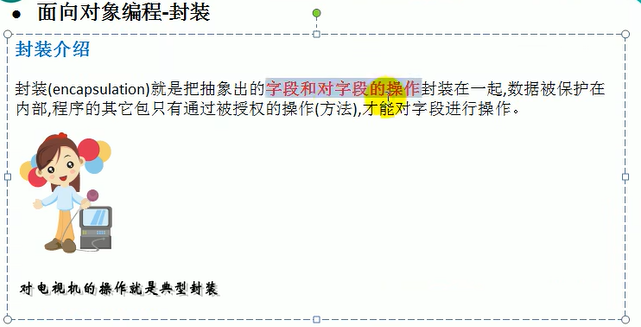 ● 面向对象编程-封装
封装介绍
封装(encapsulation)就是把抽象出的字段和对字段的操作封装在一起,数据被保护在
内部,程序的其它包只有通过被授权的操作(方法),才能对字段进行操作。
对电视机的操作就是典型封装